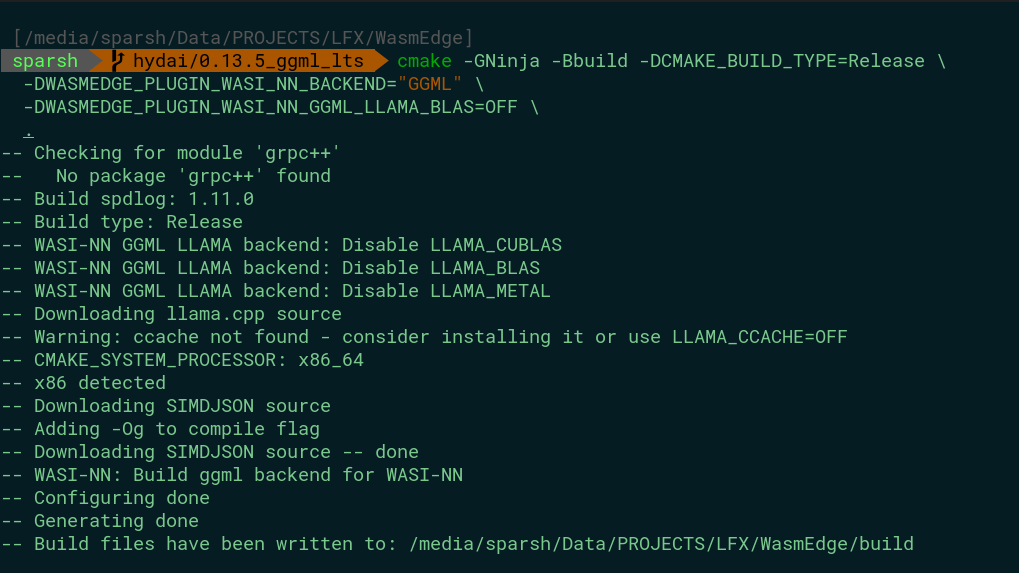 [/media/sparsh/Data/PROJECTS/LFX/WasmEdge]
sparsh hydai/0.13.5_ggml_lts cmake -GNinja -Bbuild -DCMAKE_BUILD_TYPE=Release \
-DWASMEDGE_PLUGIN_WASI_NN_BACKEND="GGML" \
-DWASMEDGE_PLUGIN_WASI_NN_GGML_LLAMA_BLAS=OFF \
.
-- Checking for module 'grpc++'
--   No package 'grpc++' found
-- Build spdlog: 1.11.0
-- Build type: Release
-- WASI-NN GGML LLAMA backend: Disable LLAMA_CUBLAS
-- WASI-NN GGML LLAMA backend: Disable LLAMA_BLAS
-- WASI-NN GGML LLAMA backend: Disable LLAMA_METAL
-- Downloading llama.cpp source
-- Warning: ccache not found - consider installing it or use LLAMA_CCACHE=OFF
-- CMAKE_SYSTEM_PROCESSOR: x86_64
-- x86 detected
-- Downloading SIMDJSON source
-- Adding -Og to compile flag
-- Downloading SIMDJSON source -- done
-- WASI-NN: Build ggml backend for WASI-NN
-- Configuring done
-- Generating done
-- Build files have been written to: /media/sparsh/Data/PROJECTS/LFX/WasmEdge/build